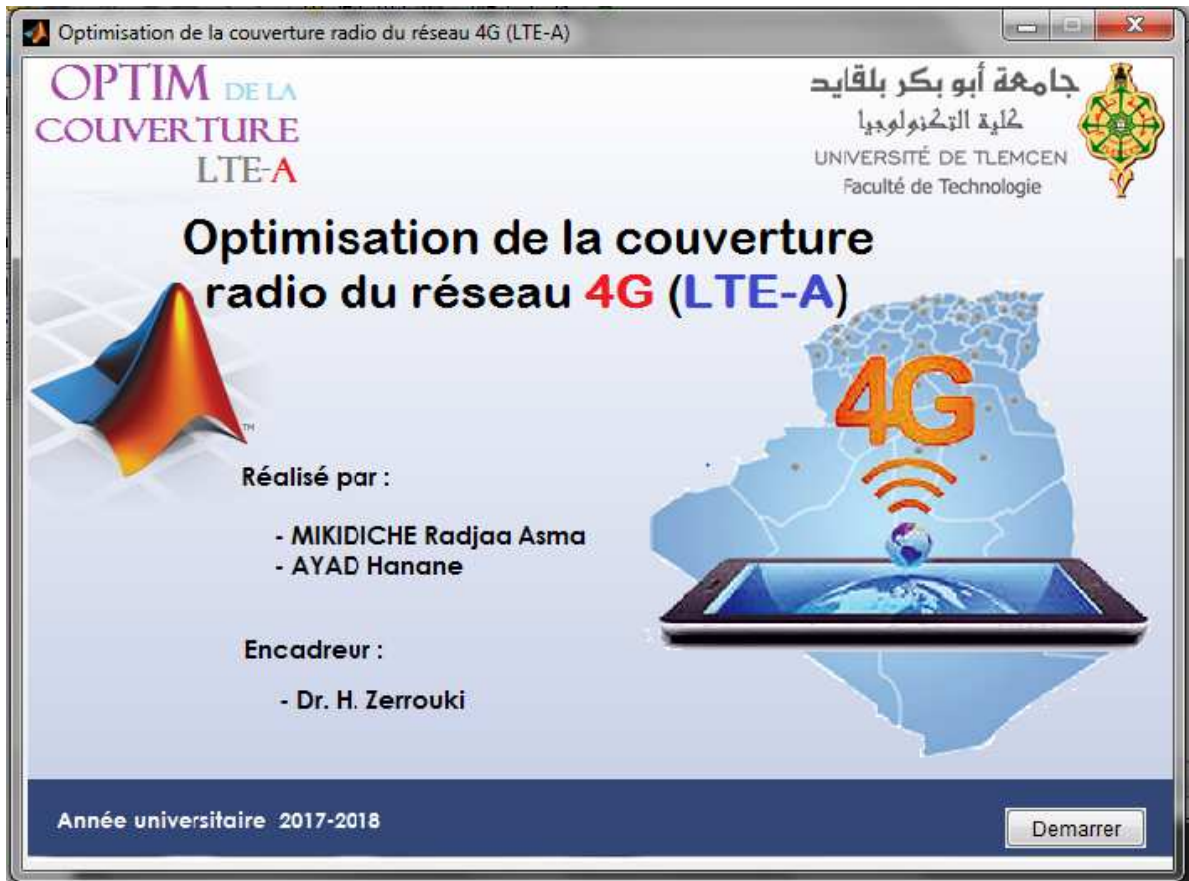 Optimisation de la couverture radio du réseau 4G (LTE-A)
OPTIM DE LA
COUVERTURE
LTE-A
جامعة أبو بكر بلقايد
كلية التكنولوجيا
UNIVERSITÉ DE TLEMCEN
Faculté de Technologie
Optimisation de la couverture
radio du réseau 4G (LTE-A)
TM
4G
Réalisé par :
- MIKIDICHE Radjaa Asma
- AYAD Hanane
Encadreur :
- Dr. H. Zerrouki
Année universitaire 2017-2018
Demarrer